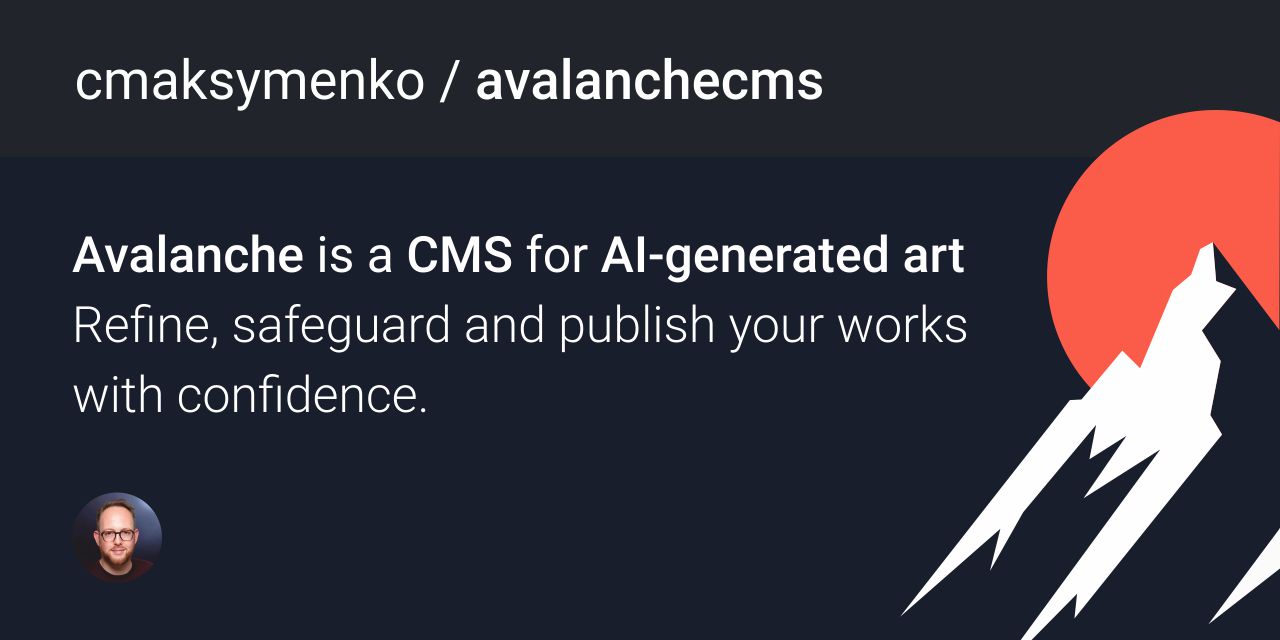 cmaksymenko / avalanchecms
Avalanche is a CMS for AI-generated art
Refine, safeguard and publish your works
with confidence.